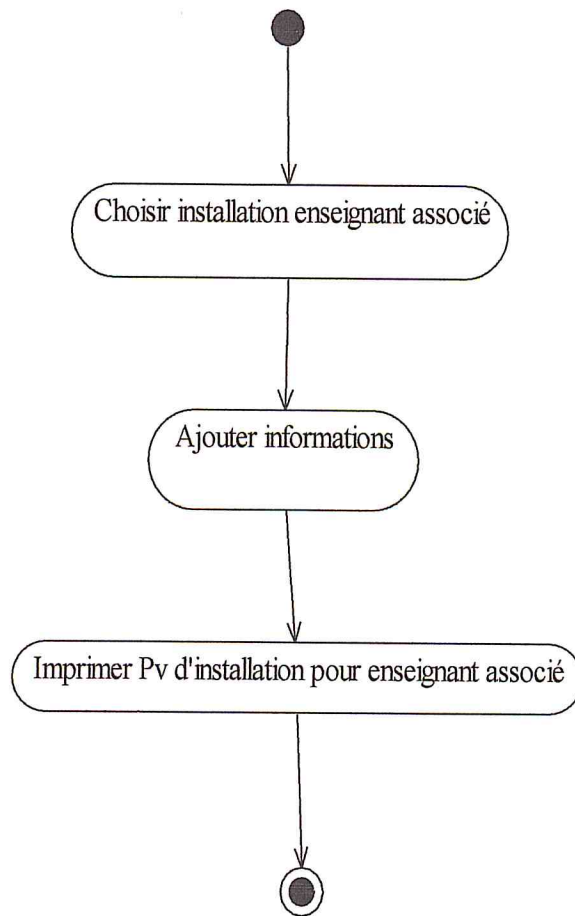 Choisir installation enseignant associé
Ajouter informations
Imprimer Pv d'installation pour enseignant associé